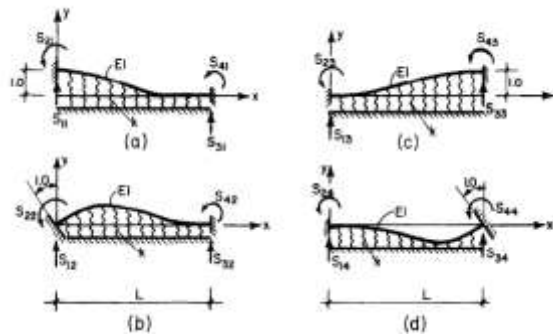 y
S21
EI
S41
1.0
x
S11
k
S31
(a)
y
S43
S23
EI
1.0
x
S13
k
S33
(c)
y
1.0
S22
EI
S42
x
S12
k
S32
L
(b)
y
1.0
S24
EI
S44
x
S14
k
S34
L
(d)